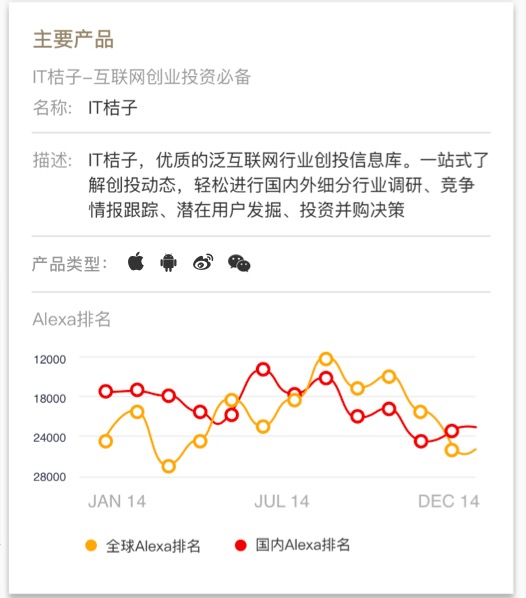 主要产品
IT桔子-互联网创业投资必备
名称: IT桔子
描述: IT桔子，优质的泛互联网行业创投信息库。一站式了
解创投动态，轻松进行国内外细分行业调研、竞争
情报跟踪、潜在用户发掘、投资并购决策
产品类型：
Alexa排名
12000
18000
24000
28000
JAN 14 JUL 14 DEC 14
全球Alexa排名 国内Alexa排名